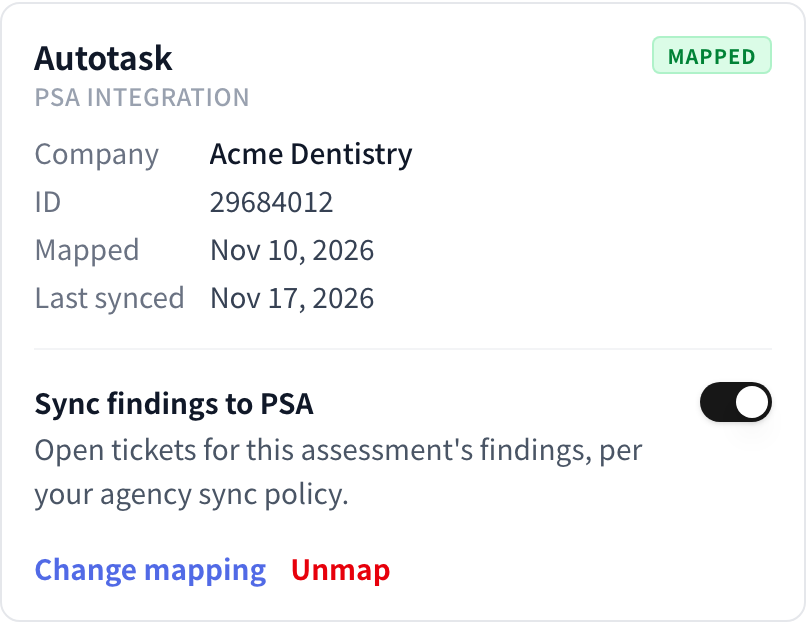 Autotask
MAPPED
PSA INTEGRATION
Company Acme Dentistry
ID 29684012
Mapped Nov 10, 2026
Last synced Nov 17, 2026
Sync findings to PSA
Open tickets for this assessment's findings, per
your agency sync policy.
Change mapping Unmap